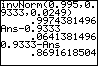 invNorm(0.995,0.
9333,0.0249)
.9974381496
Ans-0.9333
.0641381496
0.9333-Ans
.8691618504